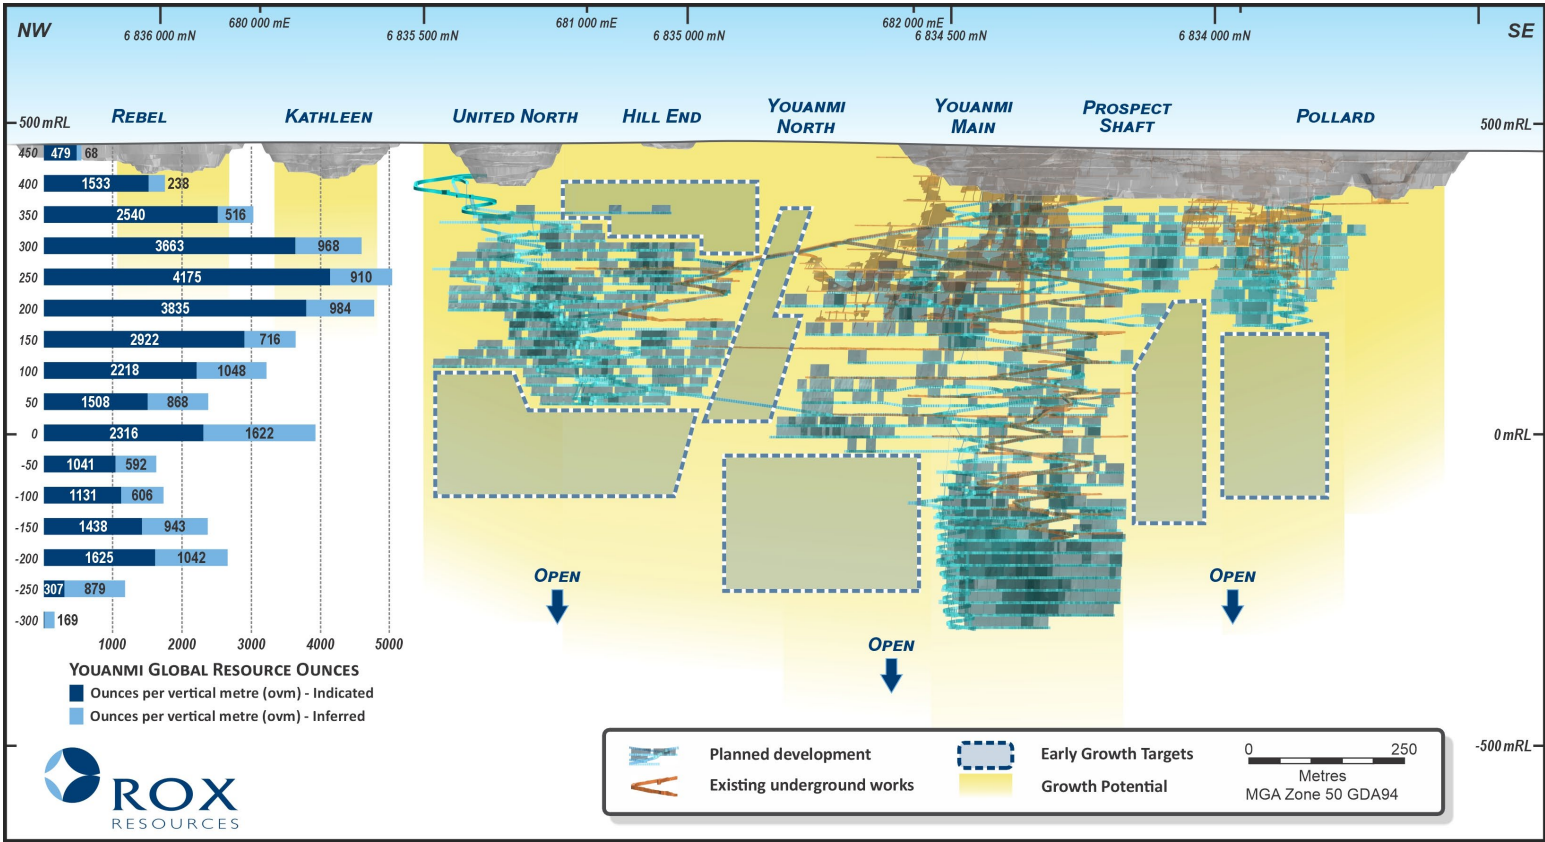 NW
6 836 000 mN
680 000 mE
6 835 500 mN
681 000 mE
6 835 000 mN
682 000 mE
6 834 500 mN
6 834 000 mN
SE
500 mRL
REBEL
KATHLEEN
UNITED NORTH
HILL END
YOUANMI
NORTH
YOUANMI
MAIN
PROSPECT
SHAFT
POLLARD
500 mRL
450 479 68
400 1533 238
350 2540 516
300 3663 968
250 4175 910
200 3835 984
150 2922 716
100 2218 1048
50 1508 868
0 2316 1622
0 mRL
-50 1041 592
-100 1131 606
-150 1438 943
-200 1625 1042
-250 307 879
-300 169
1000 2000 3000 4000 5000
OPEN
OPEN
OPEN
YOUANMI GLOBAL RESOURCE OUNCES
Ounces per vertical metre (ovm) - Indicated
Ounces per vertical metre (ovm) - Inferred
-500 mRL
ROX
RESOURCES
Planned development
Existing underground works
Early Growth Targets
Growth Potential
0 250
Metres
MGA Zone 50 GDA94